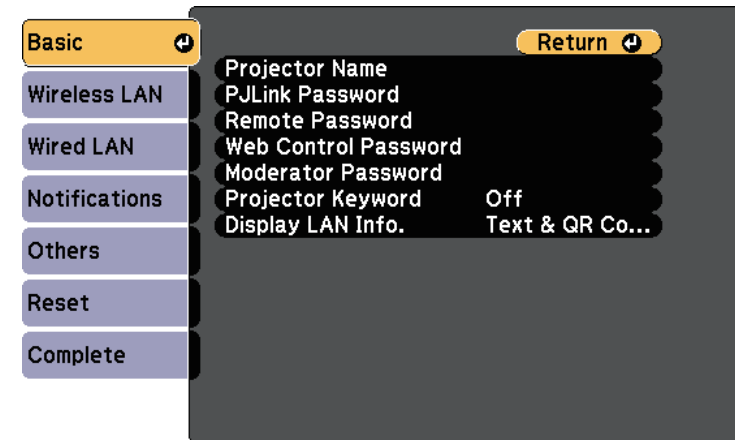 Basic
Wireless LAN
Wired LAN
Notifications
Others
Reset
Complete
Return
Projector Name
PJLink Password
Remote Password
Web Control Password
Moderator Password
Projector Keyword Off
Display LAN Info. Text & QR Co...